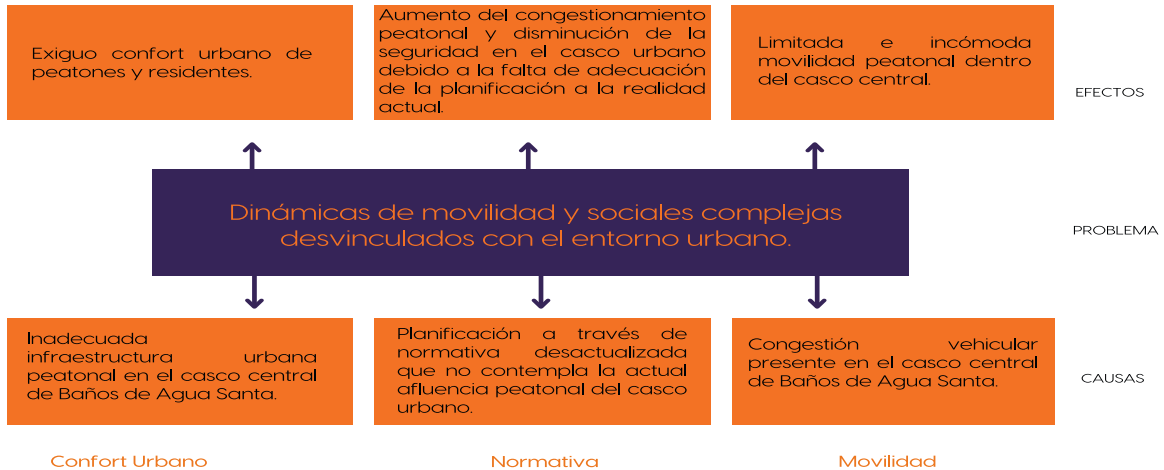 Exiguo confort urbano de
peatones y residentes.
Aumento del congestionamiento
peatonal y disminución de la
seguridad en el casco urbano
debido a la falta de adecuación
de la planificación a la realidad
actual.
Limitada e incómoda
movilidad peatonal dentro
del casco central.
EFECTOS
Dinámicas de movilidad y sociales complejas
desvinculados con el entorno urbano.
PROBLEMA
Inadecuada
infraestructura urbana
peatonal en el casco central
de Baños de Agua Santa.
Planificación a través de
normativa desactualizada
que no contempla la actual
afluencia peatonal del casco
urbano.
Congestión vehicular
presente en el casco central
de Baños de Agua Santa.
CAUSAS
Confort Urbano
Normativa
Movilidad